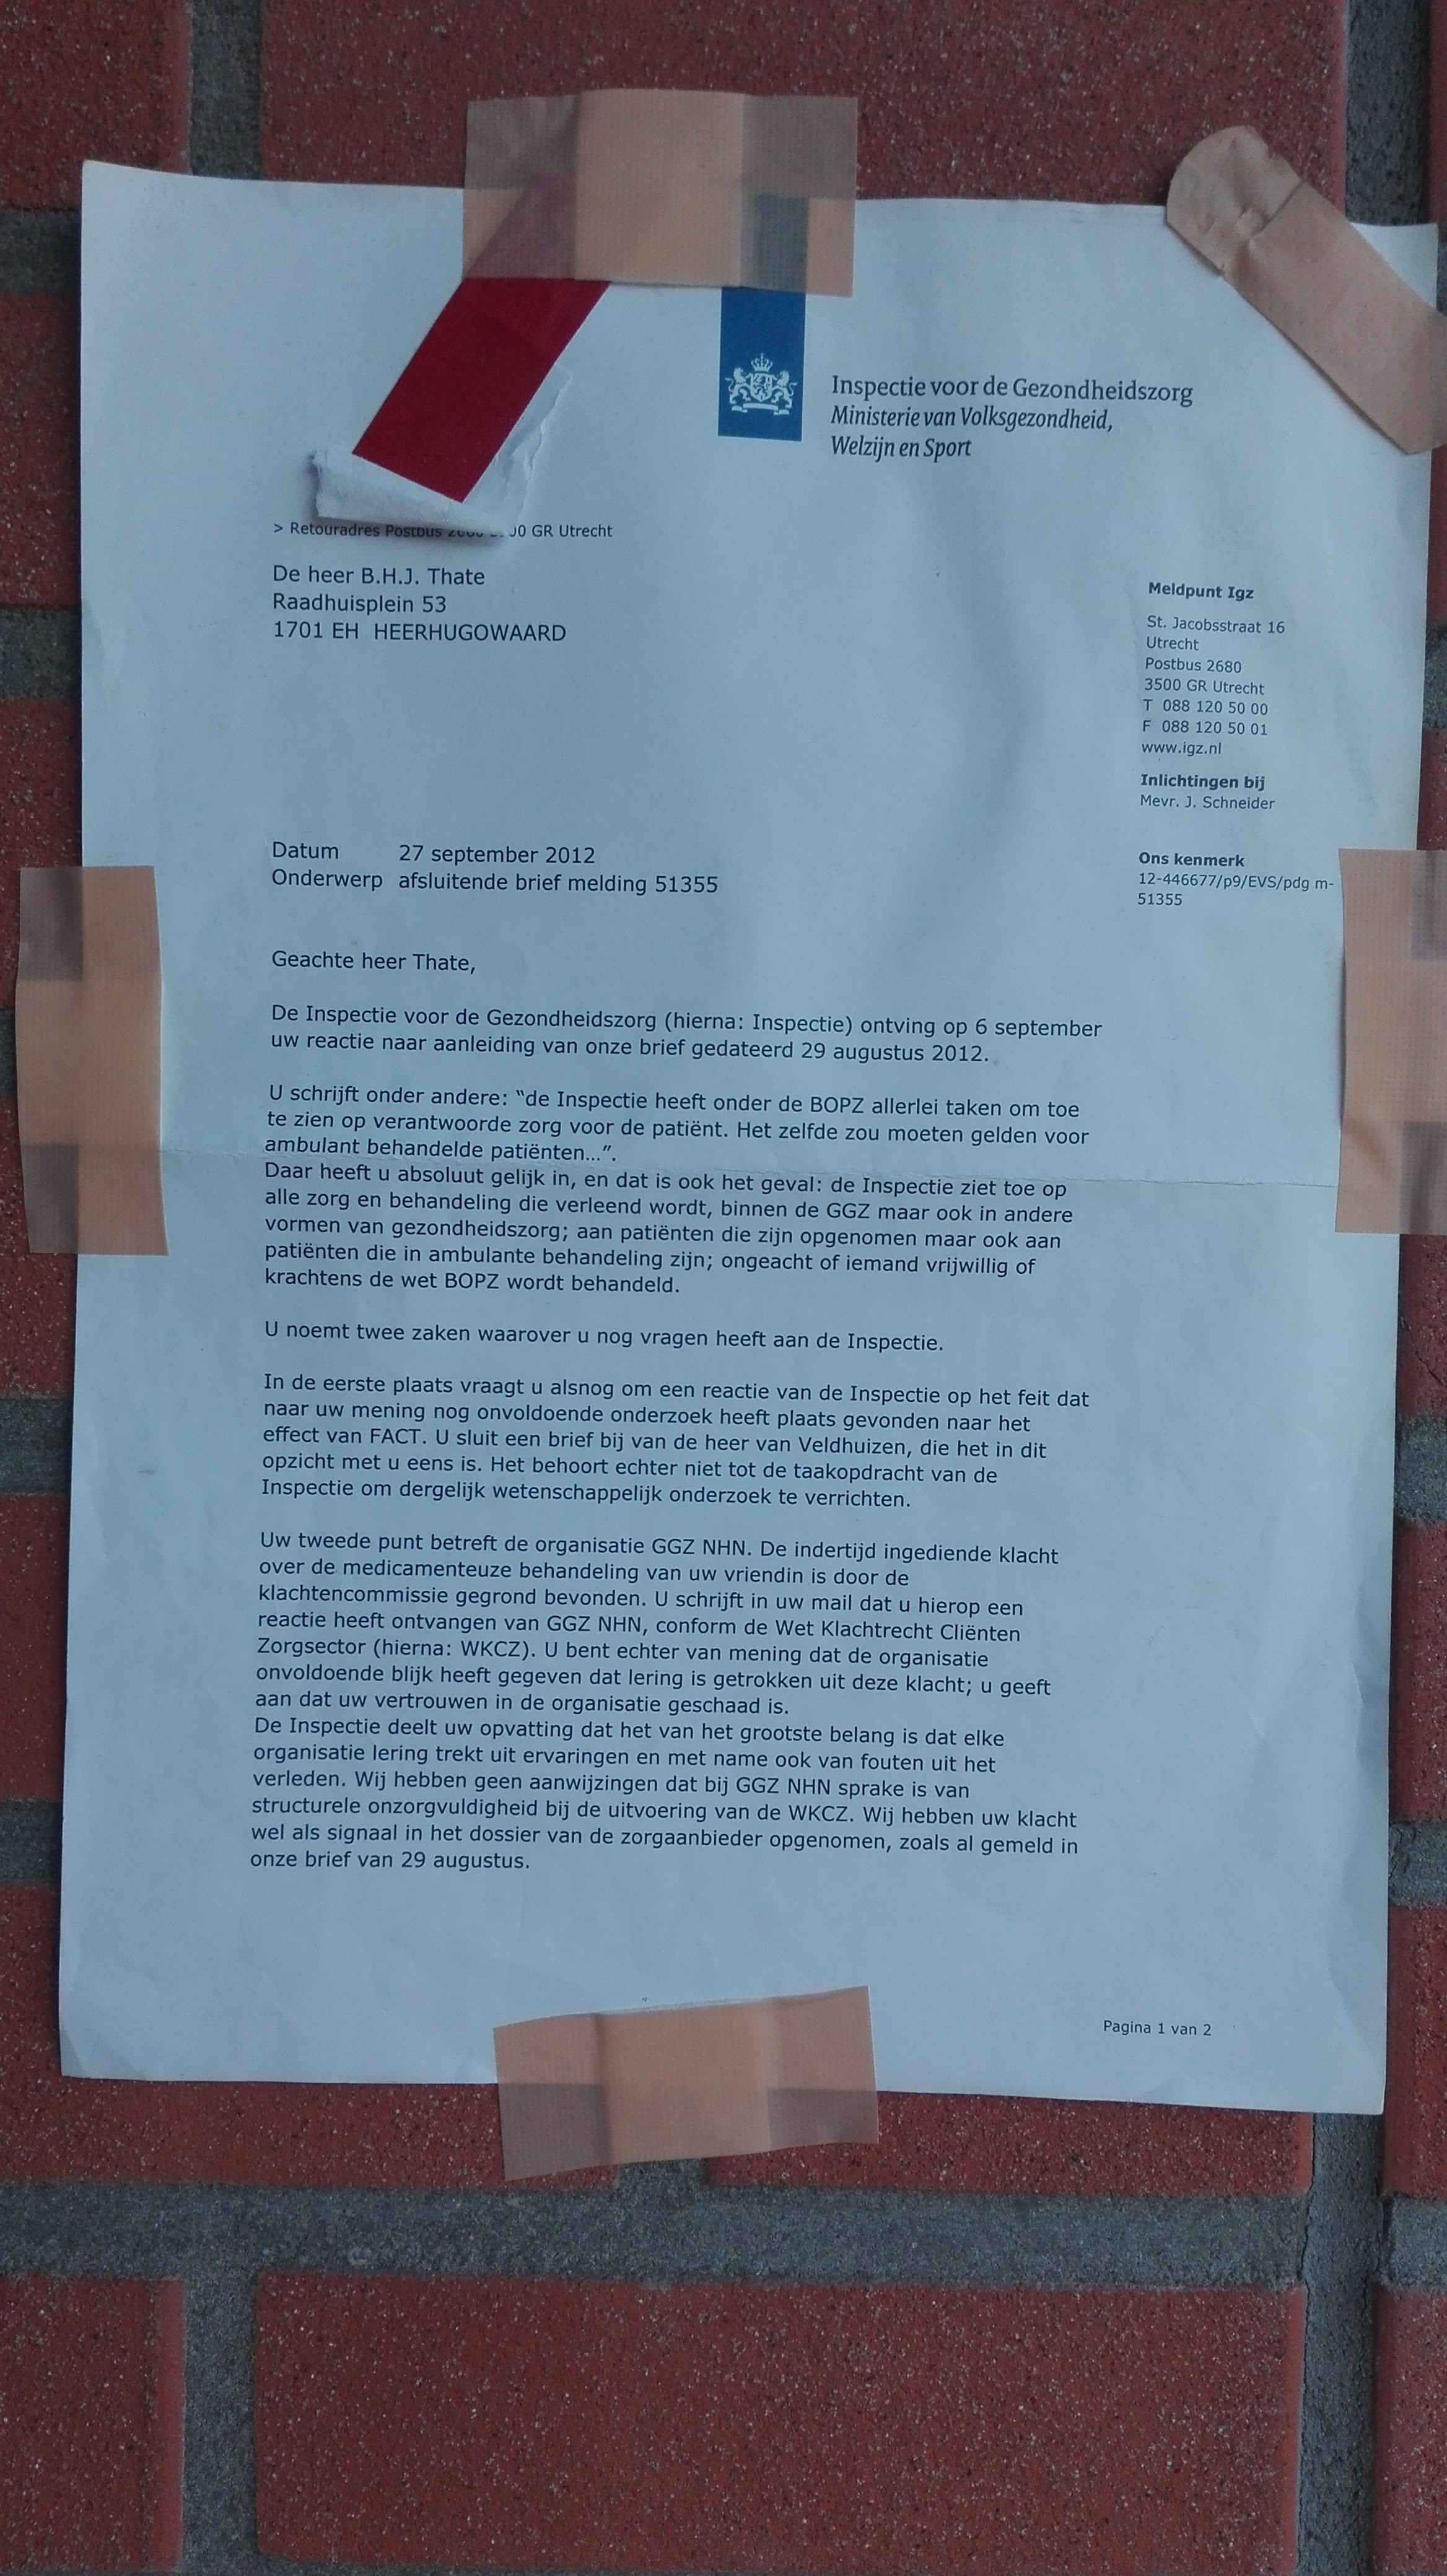 Inspectie voor de Gezondheidszorg
Ministerie van Volksgezondheid,
Welzijn en Sport
> Retouradres Postbus GR Utrecht
De heer B.H.J. Thate
Raadhuisplein 53
1701 EH HEERHUGOWAARD
Meldpunt Igz
St. Jacobsstraat 16
Utrecht
Postbus 2680
3500 GR Utrecht
T 088 120 50 00
F 088 120 50 01
www.igz.nl
Inlichtingen bij
Mevr. J. Schneider
Ons kenmerk
12-446677/p9/EVS/pdg m-
51355
Datum 27 september 2012
Onderwerp afsluitende brief melding 51355
Geachte heer Thate,
De Inspectie voor de Gezondheidszorg (hierna: Inspectie) ontving op 6 september
uw reactie naar aanleiding van onze brief gedateerd 29 augustus 2012.
U schrijft onder andere: “de Inspectie heeft onder de BOPZ allerlei taken om toe
te zien op verantwoorde zorg voor de patiënt. Het zelfde zou moeten gelden voor
ambulant behandelde patiënten…”.
Daar heeft u absoluut gelijk in, en dat is ook het geval: de Inspectie ziet toe op
alle zorg en behandeling die verleend wordt, binnen de GGZ maar ook in andere
vormen van gezondheidszorg; aan patiënten die zijn opgenomen maar ook aan
patiënten die in ambulante behandeling zijn; ongeacht of iemand vrijwillig of
krachtens de wet BOPZ wordt behandeld.
U noemt twee zaken waarover u nog vragen heeft aan de Inspectie.
In de eerste plaats vraagt u alsnog om een reactie van de Inspectie op het feit dat
naar uw mening nog onvoldoende onderzoek heeft plaats gevonden naar het
effect van FACT. U sluit een brief bij van de heer van Veldhuizen, die het in dit
opzicht met u eens is. Het behoort echter niet tot de taakopdracht van de
Inspectie om dergelijk wetenschappelijk onderzoek te verrichten.
Uw tweede punt betreft de organisatie GGZ NHN. De indertijd ingediende klacht
over de medicamenteuze behandeling van uw vriendin is door de
klachtencommissie gegrond bevonden. U schrijft in uw mail dat u hierop een
reactie heeft ontvangen van GGZ NHN, conform de Wet Klachtrecht Cliënten
Zorgsector (hierna: WKCZ). U bent echter van mening dat de organisatie
onvoldoende blijk heeft gegeven dat lering is getrokken uit deze klacht; u geeft
aan dat uw vertrouwen in de organisatie geschaad is.
De Inspectie deelt uw opvatting dat het van het grootste belang is dat elke
organisatie lering trekt uit ervaringen en met name ook van fouten uit het
verleden. Wij hebben geen aanwijzingen dat bij GGZ NHN sprake is van
structurele onzorgvuldigheid bij de uitvoering van de WKCZ. Wij hebben uw klacht
wel als signaal in het dossier van de zorgaanbieder opgenomen, zoals al gemeld in
onze brief van 29 augustus.
Pagina 1 van 2